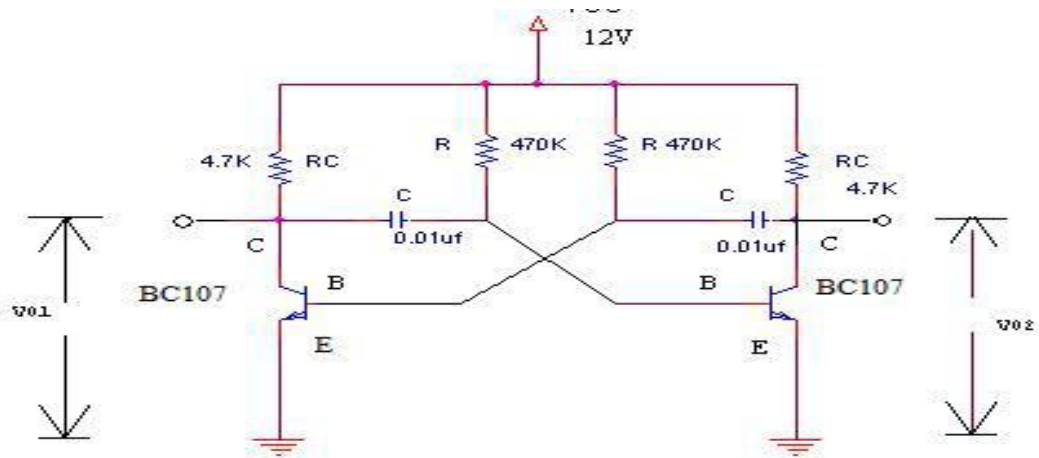 12V
R 470K
R 470K
4.7K RC
RC
4.7K
C
C
0.01uf
0.01uf
C
C
BC107
B
B
BC107
V01
V02
E
E